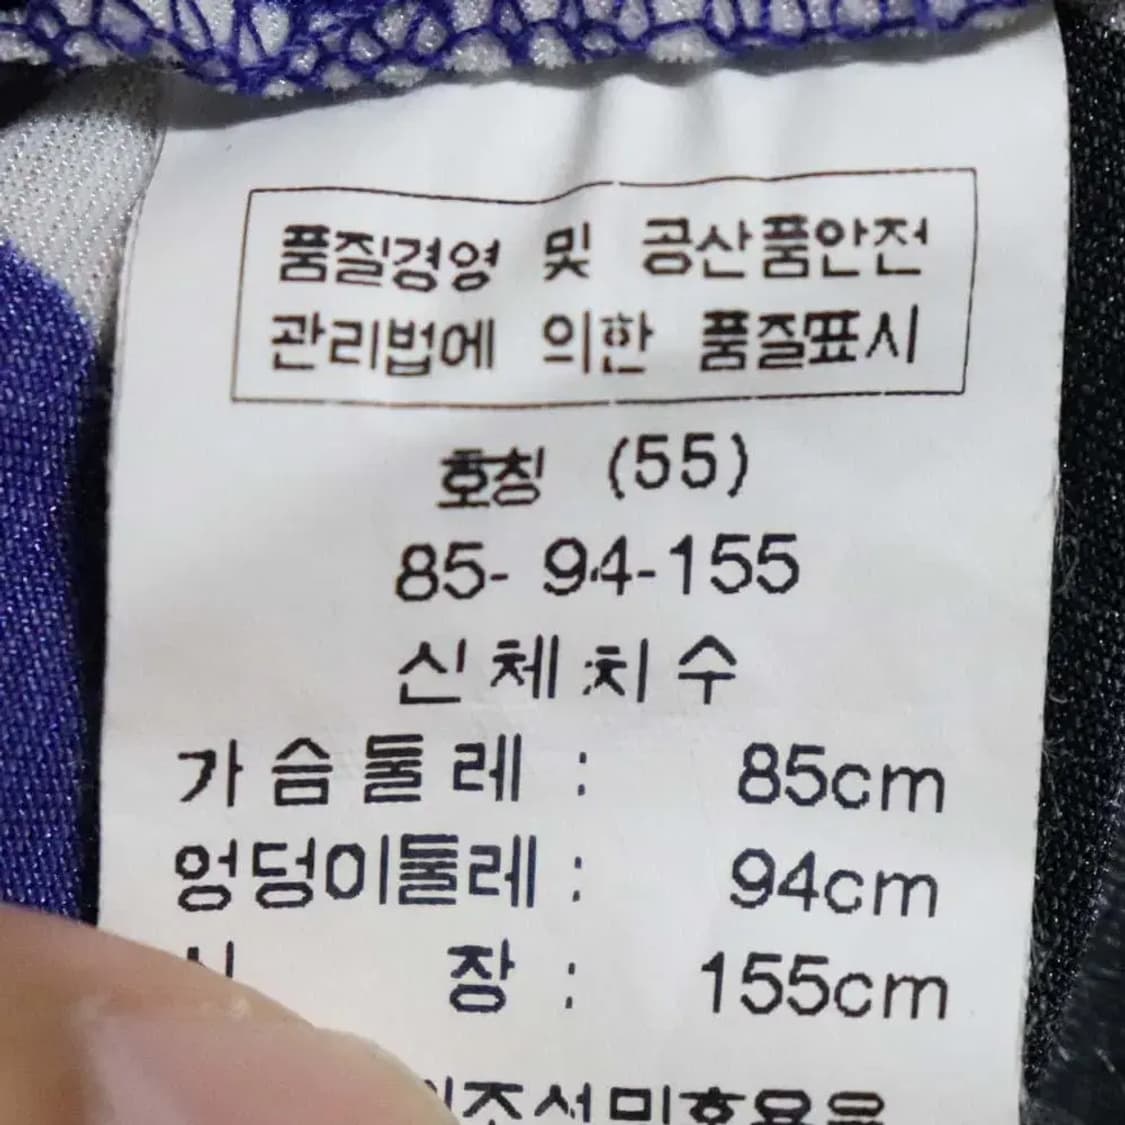 품질경영 및 공산품안전
관리법에 의한 품질표시
호칭 (55)
85- 94-155
신체치수
가슴둘레 : 85cm
엉덩이둘레 : 94cm
장 : 155cm